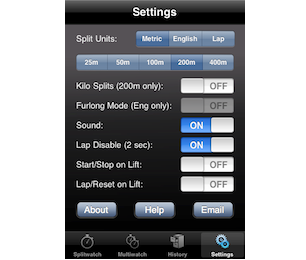 Settings
Split Units: Metric English Lap
25m 50m 100m 200m 400m
Kilo Splits (200m only): OFF
Furlong Mode (Eng only): OFF
Sound: ON
Lap Disable (2 sec): ON
Start/Stop on Lift: OFF
Lap/Reset on Lift: OFF
About Help Email
Splitwatch Multiwatch History Settings